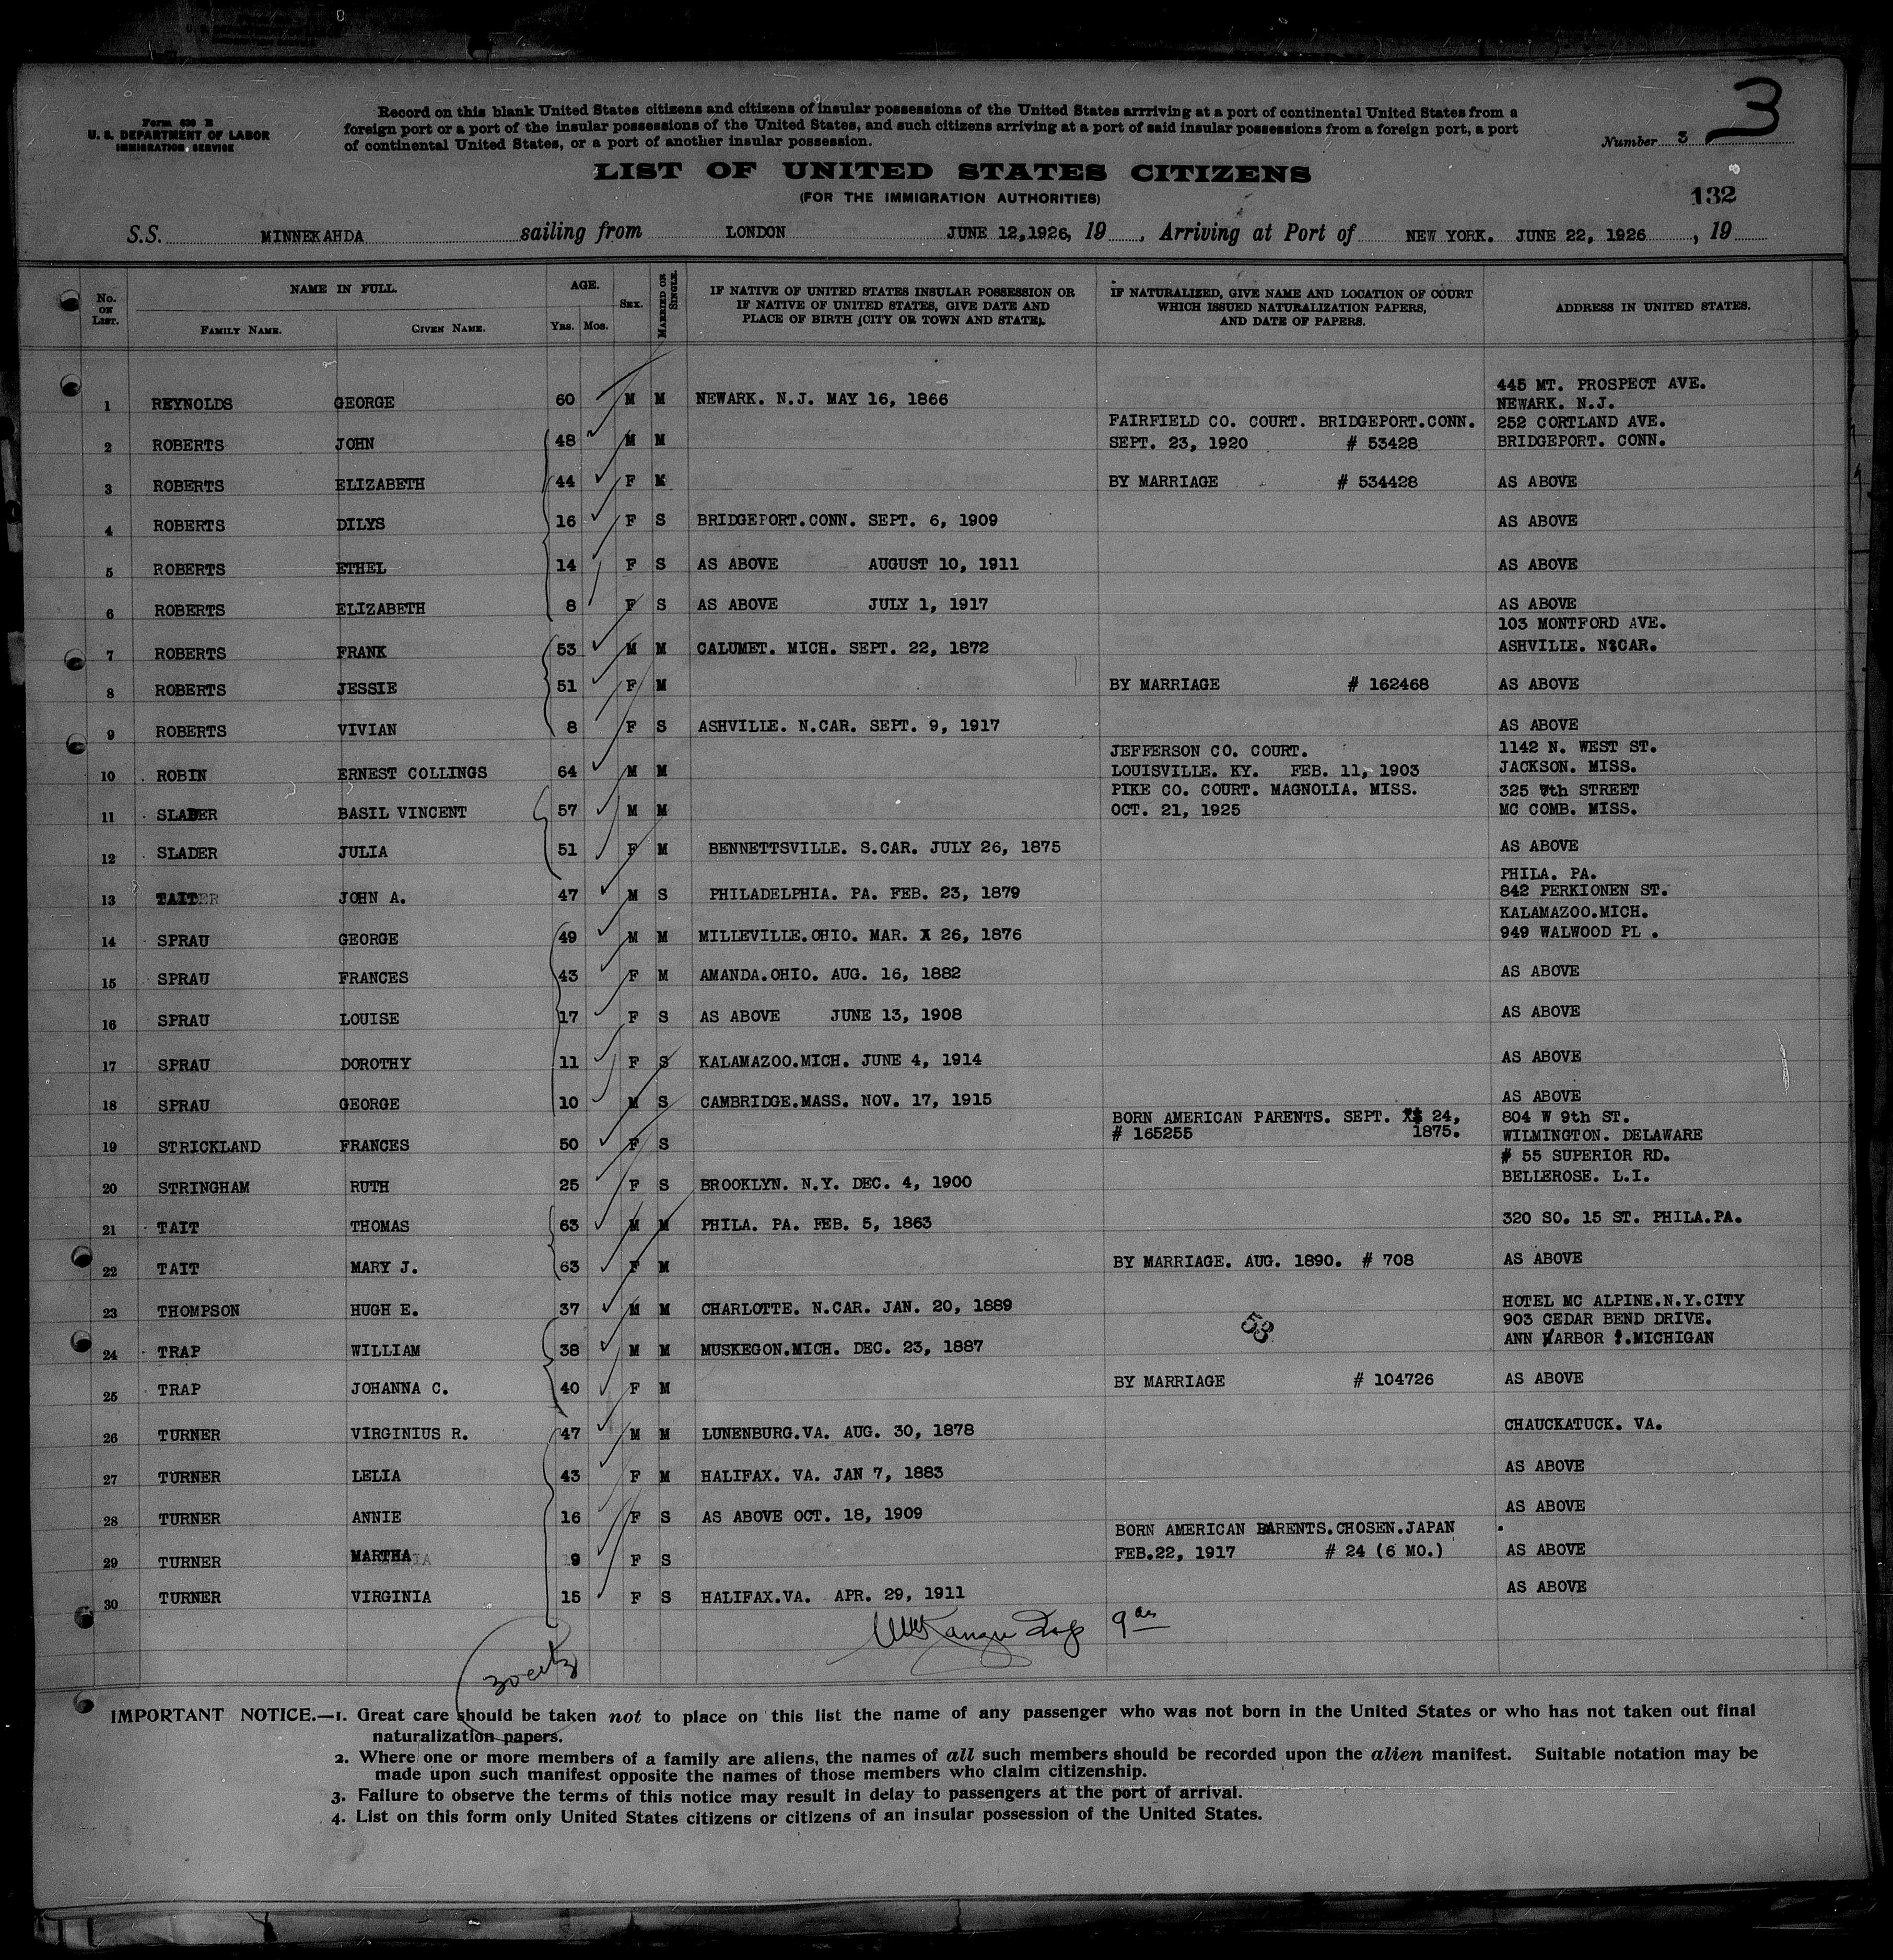 3
Form 630 B
U. S. DEPARTMENT OF LABOR
IMMIGRATION SERVICE
Record on this blank United States citizens and citizens of insular possessions of the United States arrriving at a port of continental United States from a
foreign port or a port of the insular possessions of the United States, and such citizens arriving at a port of said insular possessions from a foreign port, a port
of continental United States, or a port of another insular possession.
Number 3
LIST OF UNITED STATES CITIZENS
(FOR THE IMMIGRATION AUTHORITIES)
132
S.S. MINNEKAHDA sailing from LONDON JUNE 12,1926, 19 , Arriving at Port of NEW YORK. JUNE 22, 1926 , 19
No. ON LIST. NAME IN FULL. FAMILY NAME. GIVEN NAME. AGE. YRS. MOS. SEX. MARRIED OR SINGLE. IF NATIVE OF UNITED STATES INSULAR POSSESSION OR IF NATIVE OF UNITED STATES, GIVE DATE AND PLACE OF BIRTH (CITY OR TOWN AND STATE). IF NATURALIZED, GIVE NAME AND LOCATION OF COURT WHICH ISSUED NATURALIZATION PAPERS, AND DATE OF PAPERS. ADDRESS IN UNITED STATES.
445 MT. PROSPECT AVE.
1 REYNOLDS GEORGE 60 M M NEWARK. N.J. MAY 16, 1866 NEWARK. N.J.
FAIRFIELD CO. COURT. BRIDGEPORT.CONN. 252 CORTLAND AVE.
2 ROBERTS JOHN 48 M M SEPT. 23, 1920 # 53428 BRIDGEPORT. CONN.
3 ROBERTS ELIZABETH 44 F M BY MARRIAGE # 534428 AS ABOVE
4 ROBERTS DILYS 16 F S BRIDGEPORT.CONN. SEPT. 6, 1909 AS ABOVE
5 ROBERTS ETHEL 14 F S AS ABOVE AUGUST 10, 1911 AS ABOVE
6 ROBERTS ELIZABETH 8 F S AS ABOVE JULY 1, 1917 AS ABOVE
103 MONTFORD AVE.
7 ROBERTS FRANK 53 M M CALUMET. MICH. SEPT. 22, 1872 ASHVILLE. N.CAR.
8 ROBERTS JESSIE 51 F M BY MARRIAGE # 162468 AS ABOVE
9 ROBERTS VIVIAN 8 F S ASHVILLE. N.CAR. SEPT. 9, 1917 AS ABOVE
JEFFERSON CO. COURT. 1142 N. WEST ST.
10 ROBIN ERNEST COLLINGS 64 M M LOUISVILLE. KY. FEB. 11, 1903 JACKSON. MISS.
PIKE CO. COURT. MAGNOLIA. MISS. 325 7th STREET
11 SLADER BASIL VINCENT 57 M M OCT. 21, 1925 MC COMB. MISS.
12 SLADER JULIA 51 F M BENNETTSVILLE. S.CAR. JULY 26, 1875 AS ABOVE
PHILA. PA.
13 TAIT JOHN A. 47 M S PHILADELPHIA. PA. FEB. 23, 1879 842 PERKIONEN ST.
KALAMAZOO.MICH.
14 SPRAU GEORGE 49 M M MILLEVILLE.OHIO. MAR. X 26, 1876 949 WALWOOD PL .
15 SPRAU FRANCES 43 F M AMANDA.OHIO. AUG. 16, 1882 AS ABOVE
16 SPRAU LOUISE 17 F S AS ABOVE JUNE 13, 1908 AS ABOVE
17 SPRAU DOROTHY 11 F S KALAMAZOO.MICH. JUNE 4, 1914 AS ABOVE
18 SPRAU GEORGE 10 M S CAMBRIDGE.MASS. NOV. 17, 1915 AS ABOVE
BORN AMERICAN PARENTS. SEPT. 24, 804 W 9th ST.
19 STRICKLAND FRANCES 50 F S # 165255 1875. WILMINGTON. DELAWARE
# 55 SUPERIOR RD.
20 STRINGHAM RUTH 25 F S BROOKLYN. N.Y. DEC. 4, 1900 BELLEROSE. L.I.
21 TAIT THOMAS 63 M M PHILA. PA. FEB. 5, 1863 320 SO. 15 ST. PHILA.PA.
22 TAIT MARY J. 63 F M BY MARRIAGE. AUG. 1890. # 708 AS ABOVE
23 THOMPSON HUGH E. 37 M M CHARLOTTE. N.CAR. JAN. 20, 1889 HOTEL MC ALPINE.N.Y.CITY
53 903 CEDAR BEND DRIVE.
24 TRAP WILLIAM 38 M M MUSKEGON.MICH. DEC. 23, 1887 ANN ARBOR .MICHIGAN
25 TRAP JOHANNA C. 40 F M BY MARRIAGE # 104726 AS ABOVE
26 TURNER VIRGINIUS R. 47 M M LUNENBURG.VA. AUG. 30, 1878 CHAUCKATUCK. VA.
27 TURNER LELIA 43 F M HALIFAX. VA. JAN 7, 1883 AS ABOVE
28 TURNER ANNIE 16 F S AS ABOVE OCT. 18, 1909 AS ABOVE
BORN AMERICAN PARENTS.CHOSEN.JAPAN
29 TURNER MARTHA 9 F S FEB.22, 1917 # 24 (6 MO.) AS ABOVE
30 TURNER VIRGINIA 15 F S HALIFAX.VA. APR. 29, 1911 AS ABOVE
IMPORTANT NOTICE.—1. Great care should be taken not to place on this list the name of any passenger who was not born in the United States or who has not taken out final
naturalization papers.
2. Where one or more members of a family are aliens, the names of all such members should be recorded upon the alien manifest. Suitable notation may be
made upon such manifest opposite the names of those members who claim citizenship.
3. Failure to observe the terms of this notice may result in delay to passengers at the port of arrival.
4. List on this form only United States citizens or citizens of an insular possession of the United States.